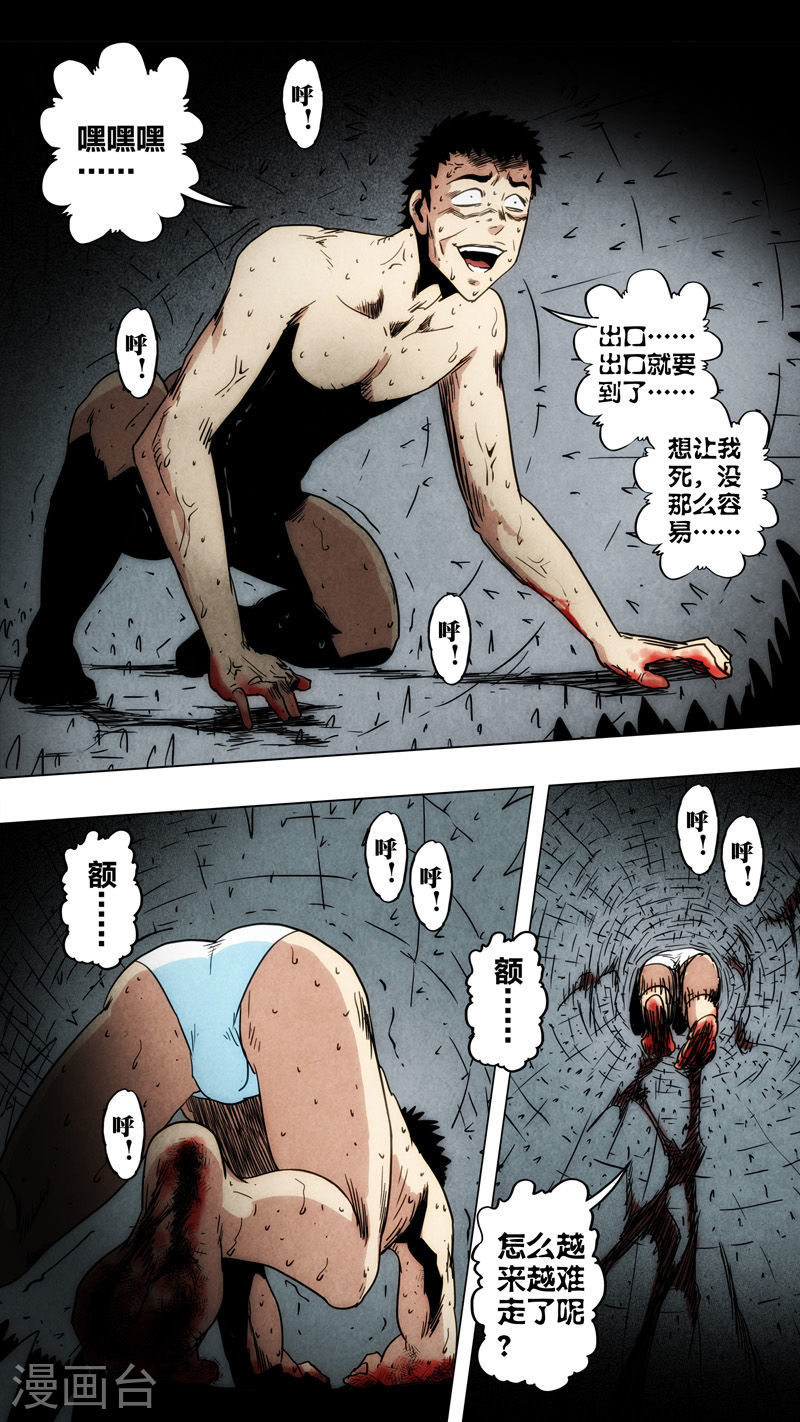 嘿嘿嘿
……
呼！
呼！
出口……
出口就要
到了……
想让我
死，没
那么容
易……
呼！
额……
呼！
呼！
呼！
呼！
呼！
额……
怎么越
来越难
走了呢
？
漫画台